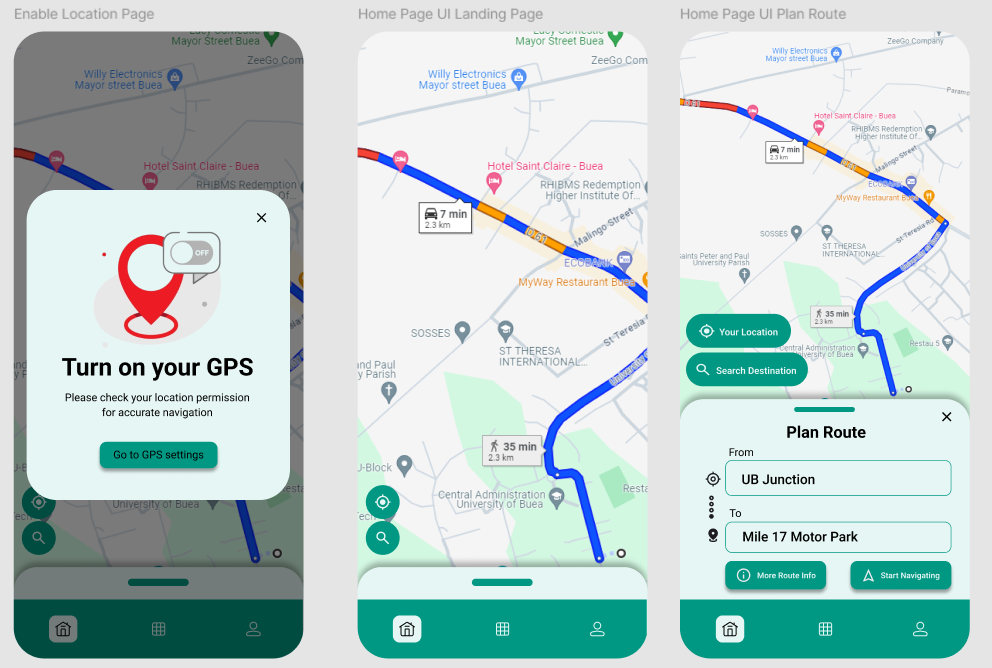 Enable Location Page
Mayor Street Buea
ZeeGo Com
Willy Electronics
Mayor street Buea
Hotel Saint Claire - Buea
RHIBMS Redemption
OFF
Turn on your GPS
Please check your location permission
for accurate navigation
Go to GPS settings
Central Administration
University of Buea
Home Page UI Landing Page
Mayor Street Buea
ZeeGo Com
Willy Electronics
Mayor street Buea
Hotel Saint Claire - Buea
RHIBMS Redemption
Higher Institute Of...
7 min
2.3 km
Malingo Street
ECOBANK
MyWay Restaurant Buea
SOSSES
ST THERESA
INTERNATIONAL...
St Teresia R
nd Paul
y Parish
35 min
2.3 km
U-Block
Central Administration
University of Buea
Resta
Home Page UI Plan Route
ZeeGo Company
Willy Electronics
Mayor street Buea
Hotel Saint Claire - Buea
RHIBMS Redemption
Higher Institute Of...
7 min
2.3 km
Malingo Street
ECOBANK
MyWay Restaurant Buea
St Teresia Rd
SOSSES
ST THERESA
INTERNATIONAL...
aints Peter and Paul
University Parish
35 min
2.3 km
Your Location
Restau 5
Central Administration
University of Buea
Search Destination
Plan Route
From
UB Junction
To
Mile 17 Motor Park
More Route Info
Start Navigating